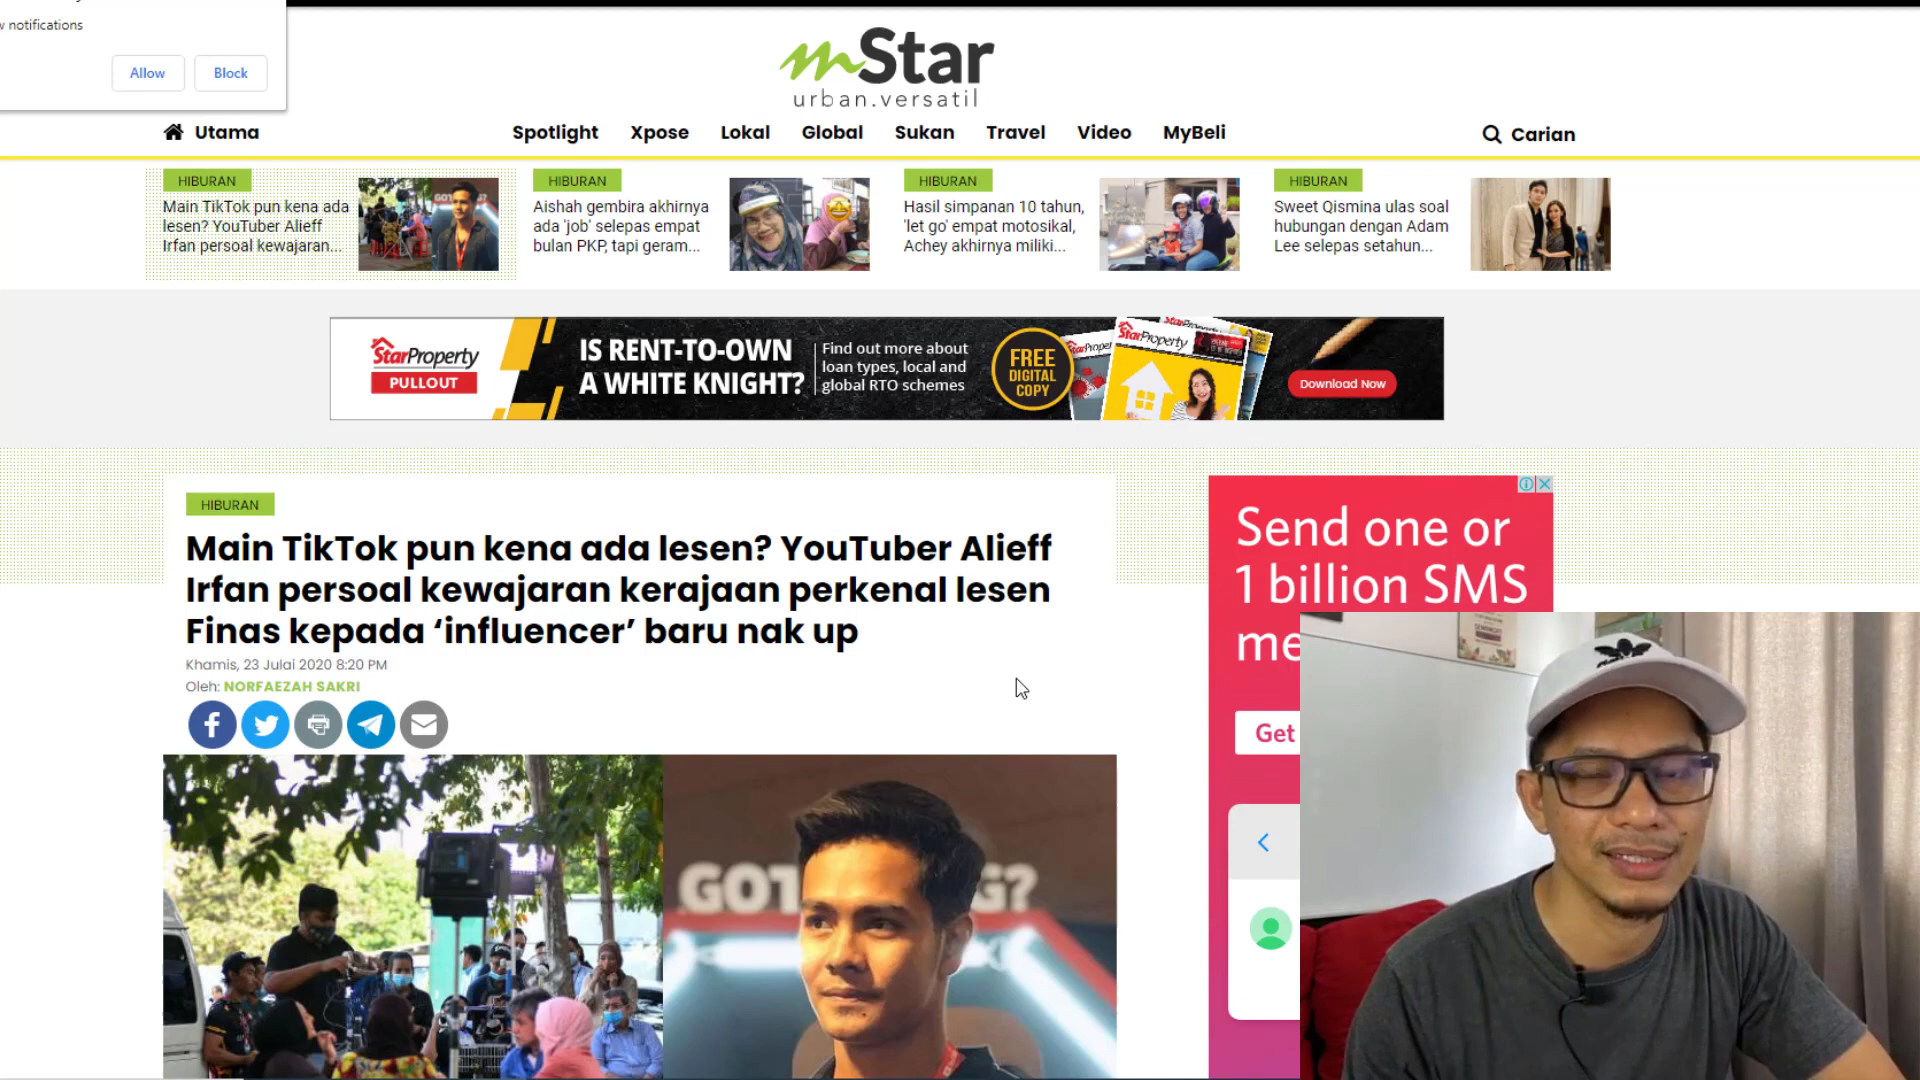 notifications
Allow
Block
mStar
urban.versatil
Utama
Spotlight
Xpose
Lokal
Global
Sukan
Travel
Video
MyBeli
Carian
HIBURAN
Main TikTok pun kena ada
lesen? YouTuber Alieff
Irfan persoal kewajaran...
HIBURAN
Aishah gembira akhirnya
ada 'job' selepas empat
bulan PKP, tapi geram...
HIBURAN
Hasil simpanan 10 tahun,
'let go' empat motosikal,
Achey akhirnya miliki...
HIBURAN
Sweet Qismina ulas soal
hubungan dengan Adam
Lee selepas setahun...
StarProperty
PULLOUT
IS RENT-TO-OWN
A WHITE KNIGHT?
Find out more about
loan types, local and
global RTO schemes
FREE
DIGITAL
COPY
StarProperty
Download Now
HIBURAN
Main TikTok pun kena ada lesen? YouTuber Alieff
Irfan persoal kewajaran kerajaan perkenal lesen
Finas kepada ‘influencer’ baru nak up
Khamis, 23 Julai 2020 8:20 PM
Oleh: NORFAEZAH SAKRI
GOT
G?
Send one or
1 billion SMS
me
Get